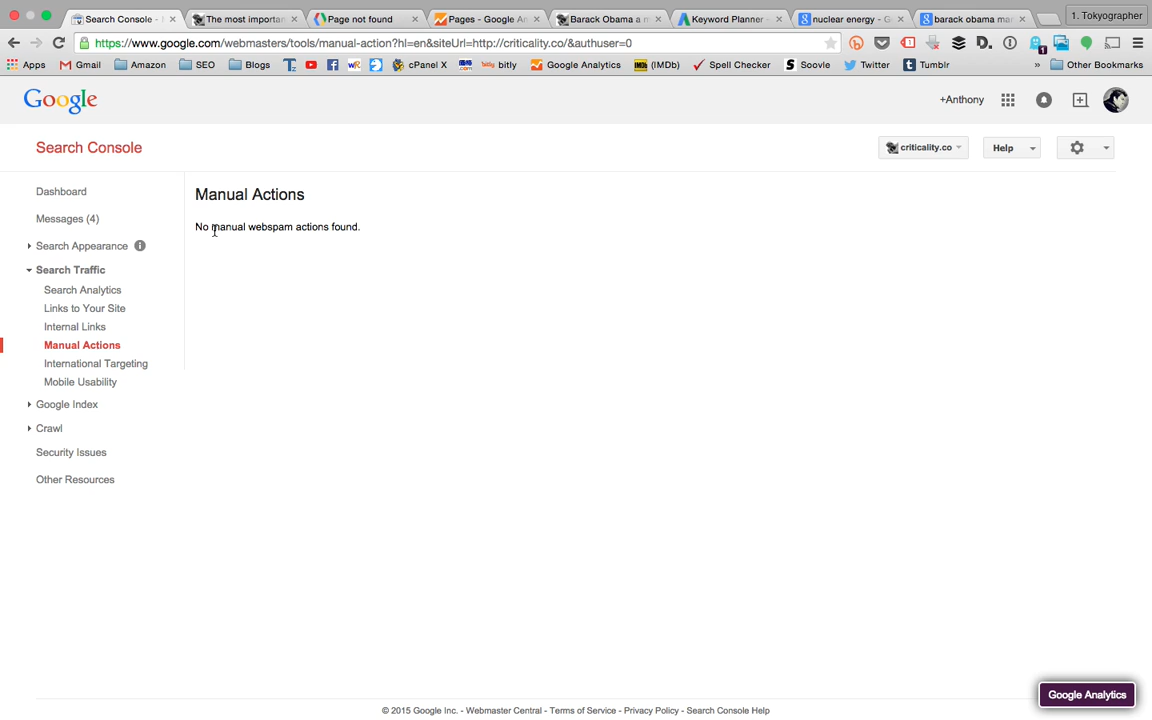 Search Console -
The most importan
Page not found
Pages - Google An
Barack Obama a m
Keyword Planner -
nuclear energy - G
barack obama mar
1. Tokyographer
https://www.google.com/webmasters/tools/manual-action?hl=en&siteUrl=http://criticality.co/&authuser=0
Apps Gmail Amazon SEO Blogs cPanel X bitly Google Analytics (IMDb) Spell Checker Soovle Twitter Tumblr » Other Bookmarks
Google
+Anthony
Search Console
criticality.co
Help
Dashboard
Messages (4)
Search Appearance
Search Traffic
Search Analytics
Links to Your Site
Internal Links
Manual Actions
International Targeting
Mobile Usability
Google Index
Crawl
Security Issues
Other Resources
Manual Actions
No manual webspam actions found.
Google Analytics
© 2015 Google Inc. - Webmaster Central - Terms of Service - Privacy Policy - Search Console Help